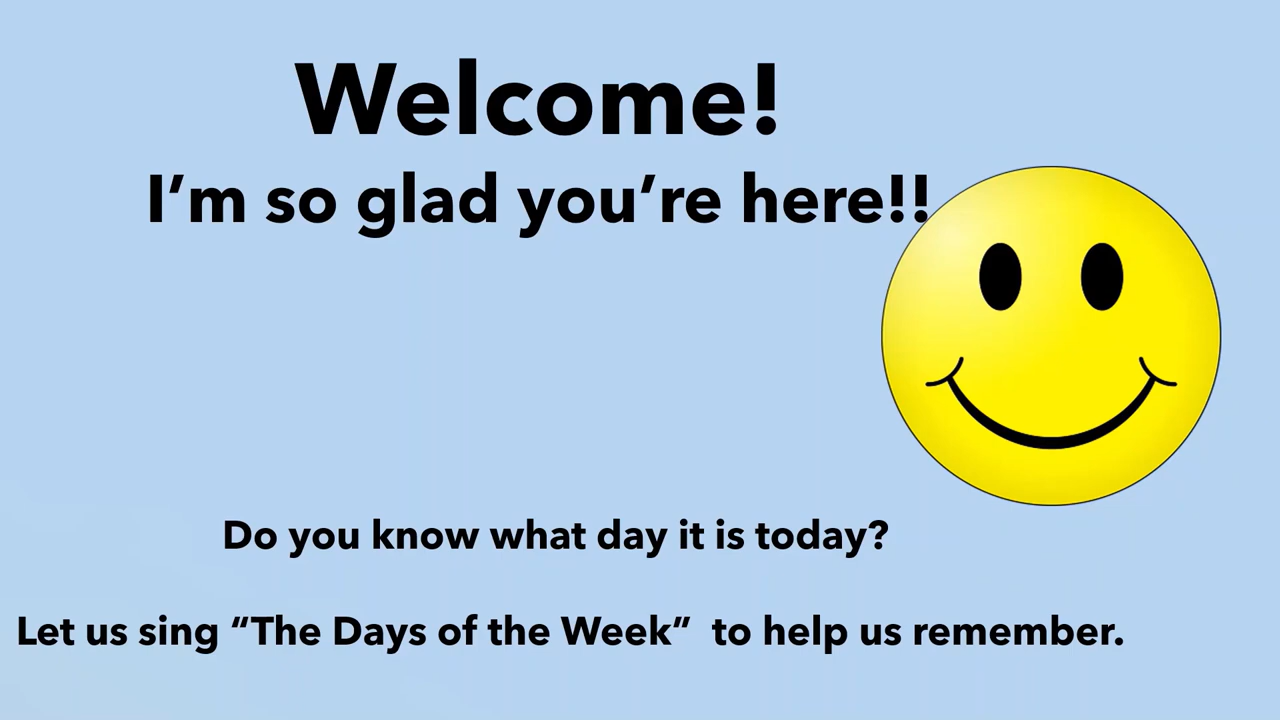 Welcome!
I’m so glad you’re here!!
Do you know what day it is today?
Let us sing “The Days of the Week”  to help us remember.